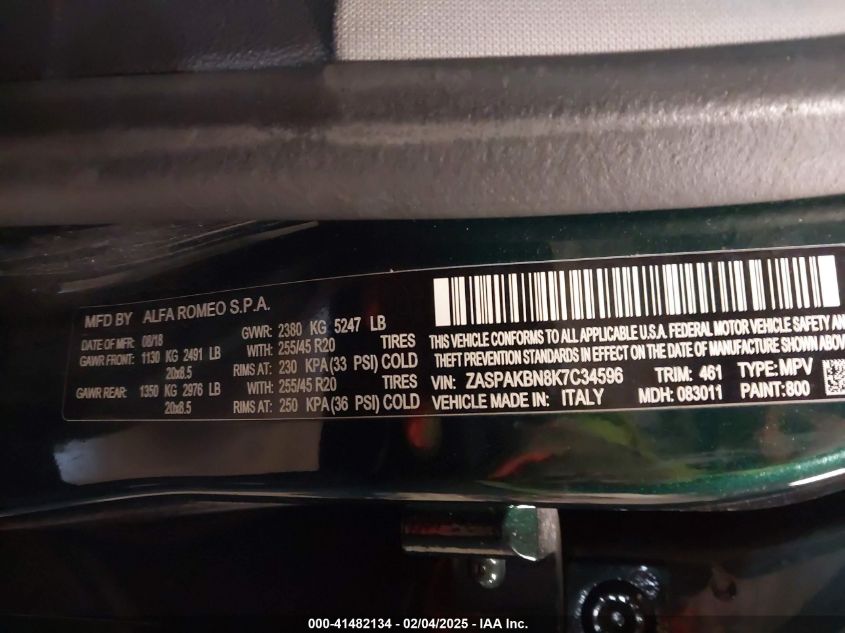 MFD BY ALFA ROMEO S.P.A.
DATE OF MFR: 08/18 GVWR: 2380 KG 5247 LB
GAWR FRONT: 1130 KG 2491 LB WITH: 255/45 R20 TIRES
20x8.5 RIMS AT: 230 KPA(33 PSI) COLD
GAWR REAR: 1350 KG 2976 LB WITH: 255/45 R20 TIRES
20x8.5 RIMS AT: 250 KPA(36 PSI) COLD
THIS VEHICLE CONFORMS TO ALL APPLICABLE U.S.A. FEDERAL MOTOR VEHICLE SAFETY AND
THEFT PREVENTION STANDARDS IN EFFECT ON THE DATE OF MANUFACTURE SHOWN ABOVE
VIN: ZASPAKBN8K7C34596 TRIM: 461 TYPE: MPV
VEHICLE MADE IN: ITALY MDH: 083011 PAINT: 800
000-41482134 - 02/04/2025 - © IAA, Inc.